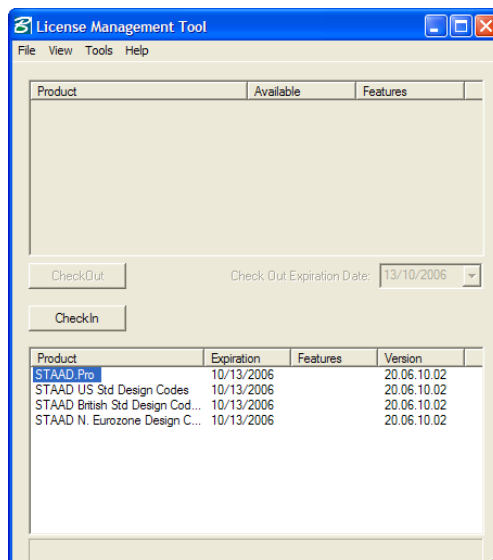 License Management Tool
File View Tools Help
Product Available Features
CheckOut Check Out Expiration Date: 13/10/2006
CheckIn
Product Expiration Features Version
STAAD.Pro 10/13/2006 20.06.10.02
STAAD US Std Design Codes 10/13/2006 20.06.10.02
STAAD British Std Design Cod... 10/13/2006 20.06.10.02
STAAD N. Eurozone Design C... 10/13/2006 20.06.10.02